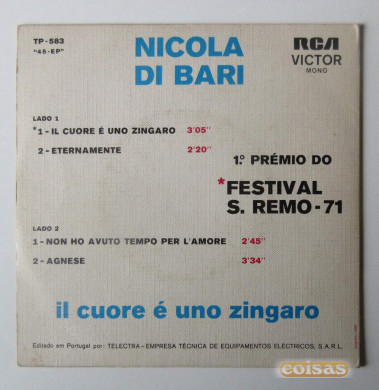 TP-583
"45-EP"
NICOLA
DI BARI
RCA
VICTOR
MONO
LADO 1
*1-IL CUORE É UNO ZINGARO 3'05''
2-ETERNAMENTE 2'20''
1.º PRÉMIO DO
*FESTIVAL
S. REMO-71
LADO 2
1-NON HO AVUTO TEMPO PER L'AMORE 2'45''
2-AGNESE 3'34''
il cuore é uno zingaro
Editado em Portugal por: TELECTRA-EMPRESA TÉCNICA DE EQUIPAMENTOS ELÉCTRICOS, S.A.R.L.
coisas